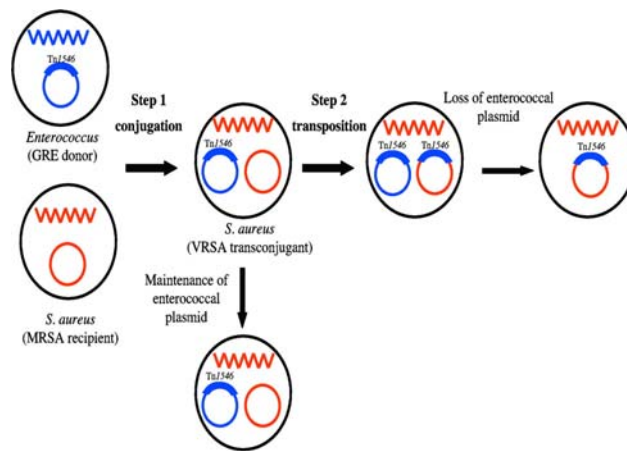 Tn1546
Enterococcus
(GRE donor)
Step 1
conjugation
Tn1546
S. aureus
(VRSA transconjugant)
Step 2
transposition
Tn1546 Tn1546
Loss of enterococcal
plasmid
Tn1546
S. aureus
(MRSA recipient)
Maintenance of
enterococcal
plasmid
Tn1546